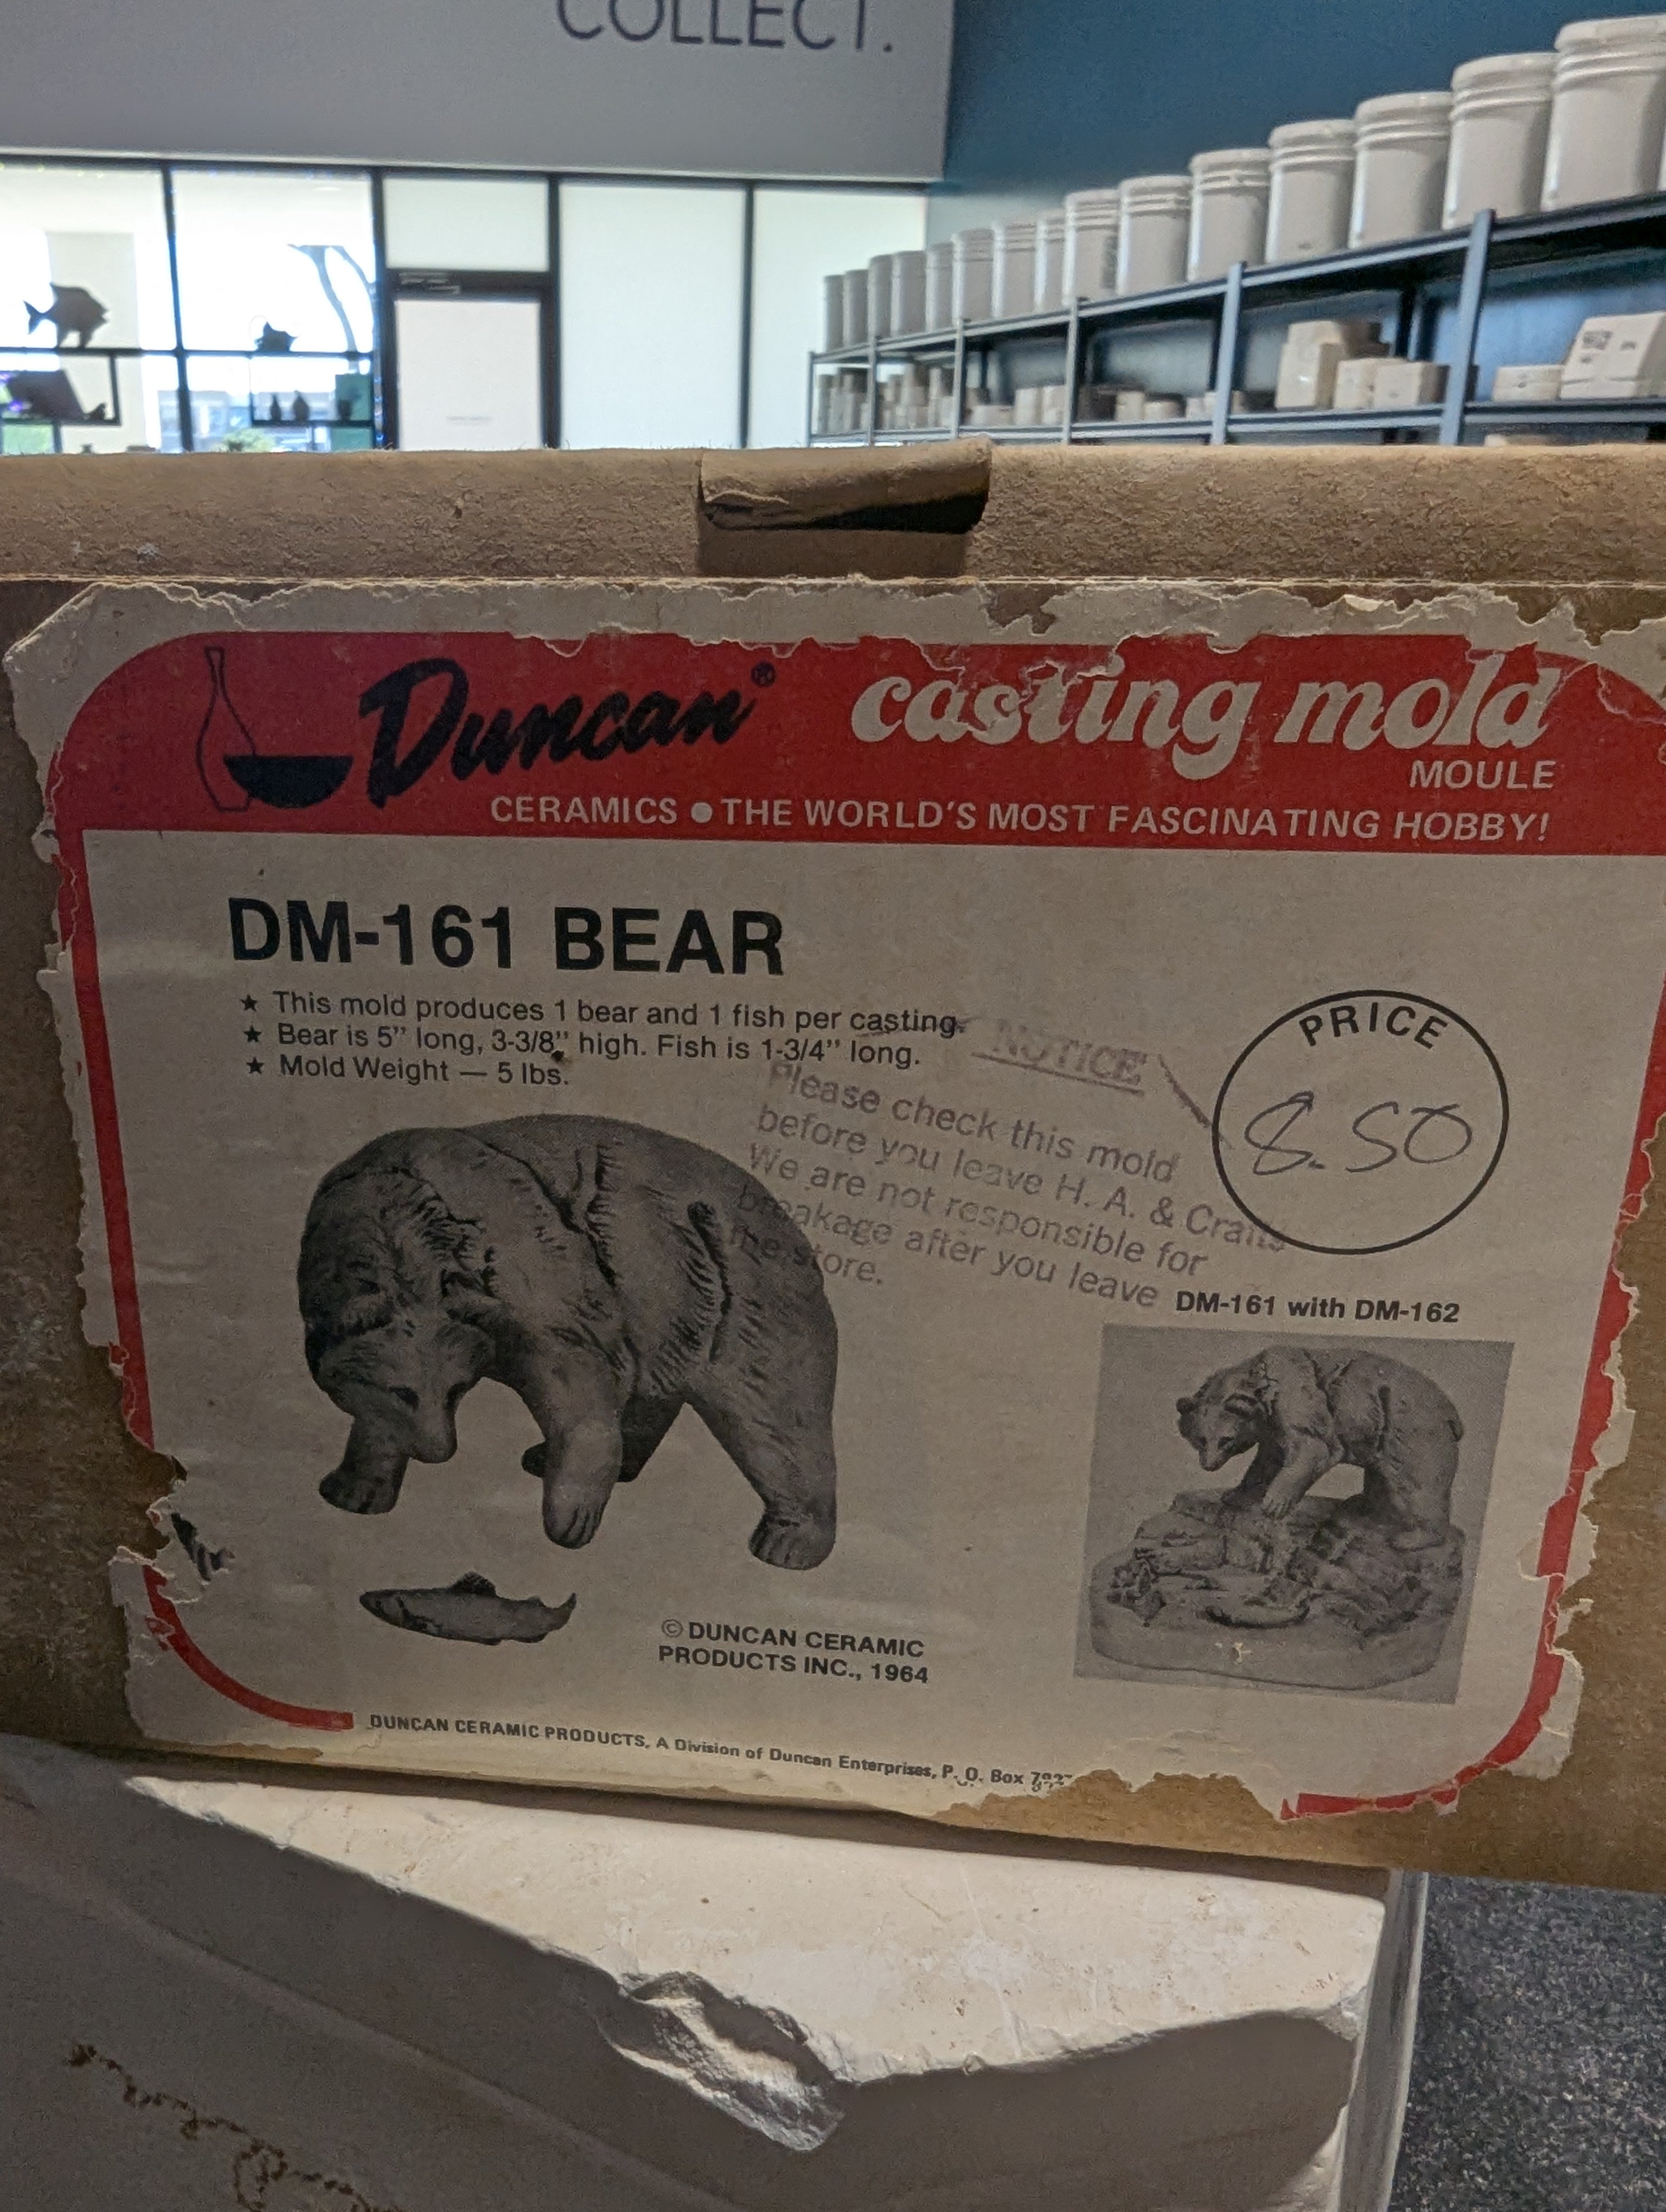 COLLECT.
Duncan®
casting mold
MOULE
CERAMICS ● THE WORLD'S MOST FASCINATING HOBBY!
DM-161 BEAR
★ This mold produces 1 bear and 1 fish per casting.
★ Bear is 5" long, 3-3/8" high. Fish is 1-3/4" long.
★ Mold Weight — 5 lbs.
NOTICE
Please check this mold
before you leave H. A. & Crafts
We are not responsible for
breakage after you leave
the store.
PRICE
8.50
DM-161 with DM-162
© DUNCAN CERAMIC
PRODUCTS INC., 1964
DUNCAN CERAMIC PRODUCTS, A Division of Duncan Enterprises, P. O. Box